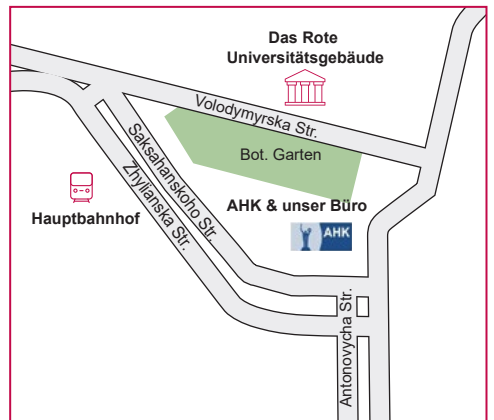 Das Rote
Universitätsgebäude
Volodymyrska Str.
Bot. Garten
Saksahanskoho Str.
Zhylianska Str.
Hauptbahnhof
AHK & unser Büro
AHK
Antonovycha Str.